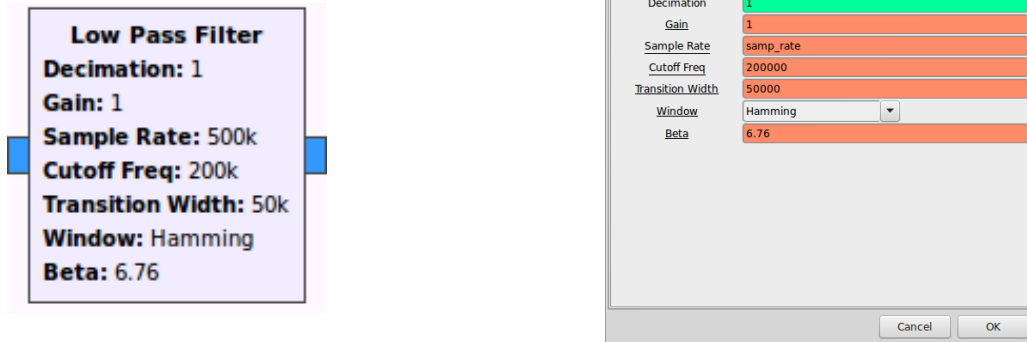 Low Pass Filter
Decimation: 1
Gain: 1
Sample Rate: 500k
Cutoff Freq: 200k
Transition Width: 50k
Window: Hamming
Beta: 6.76
Decimation 1
Gain 1
Sample Rate samp_rate
Cutoff Freq 200000
Transition Width 50000
Window Hamming
Beta 6.76
Cancel OK